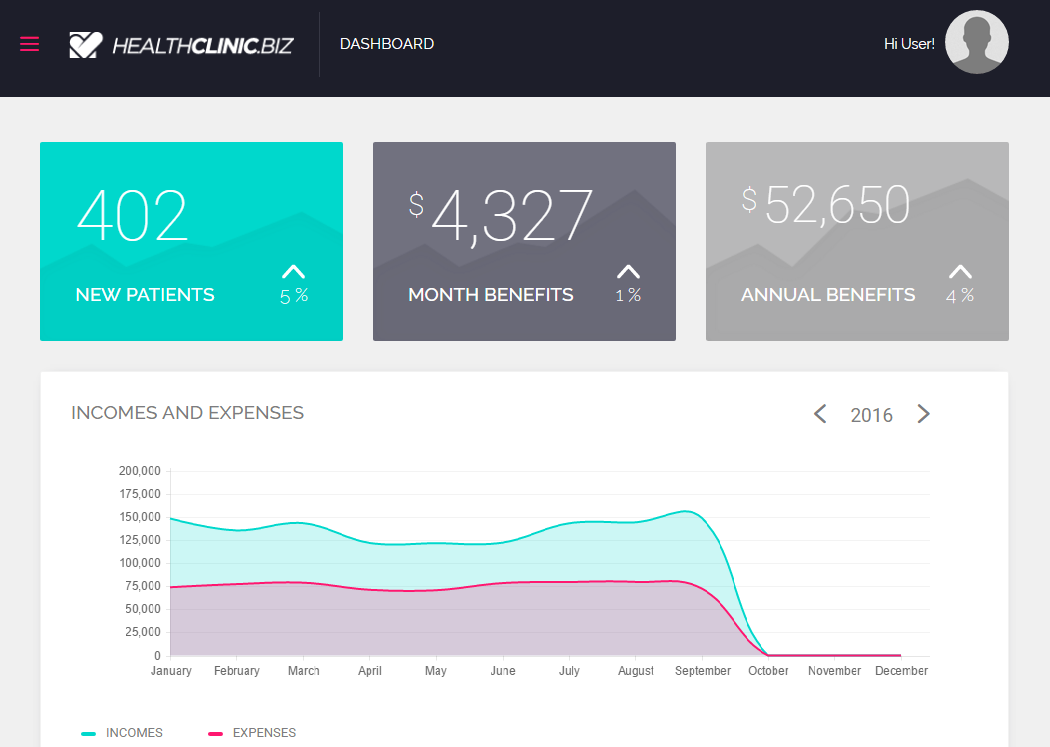 HEALTHCLINIC.BIZ DASHBOARD Hi User!
402 $4,327 $52,650
NEW PATIENTS 5 % MONTH BENEFITS 1 % ANNUAL BENEFITS 4 %
INCOMES AND EXPENSES 2016
200,000
175,000
150,000
125,000
100,000
75,000
50,000
25,000
0
January February March April May June July August September October November December
INCOMES EXPENSES